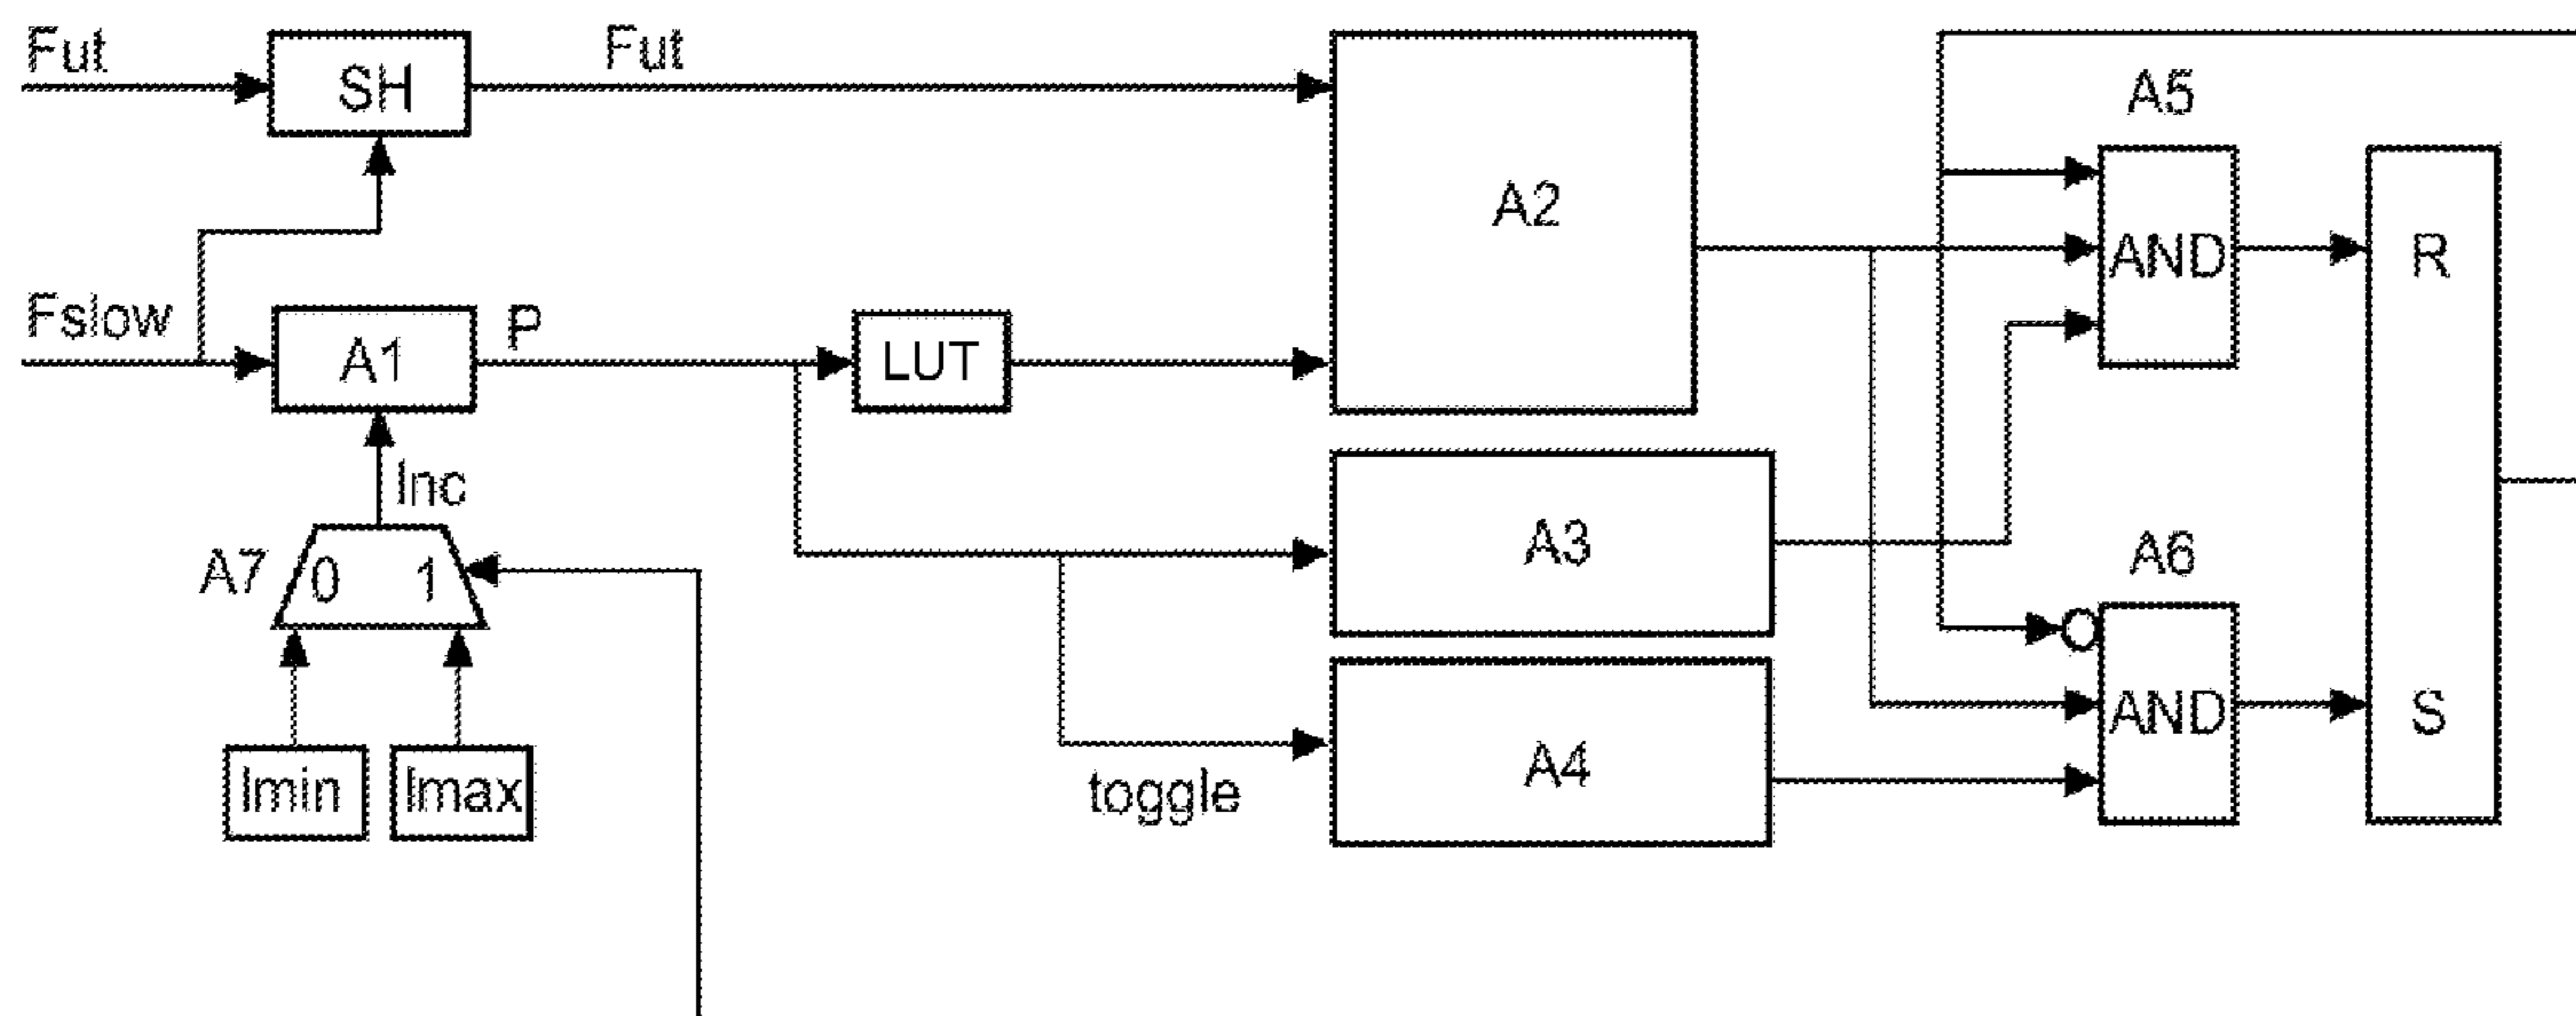 Fut
SH
Fut
A2
A5
AND
R
Fslow
A1
P
LUT
Inc
A7
0 1
A3
A6
AND
S
Imin
Imax
toggle
A4